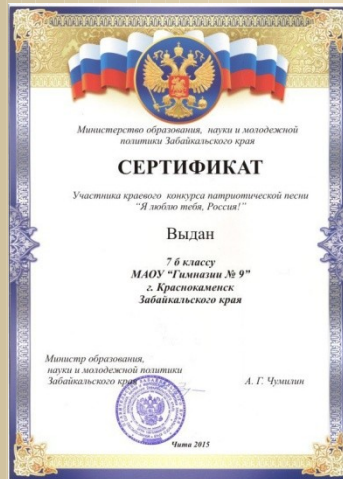 Министерство образования, науки и молодежной
политики Забайкальского края
СЕРТИФИКАТ
Участника краевого конкурса патриотической песни
"Я люблю тебя, Россия!"
Выдан
7 б классу
МАОУ "Гимназии № 9"
г. Краснокаменск
Забайкальского края
Министр образования,
науки и молодежной политики
Забайкальского края
А. Г. Чумилин
Чита 2015